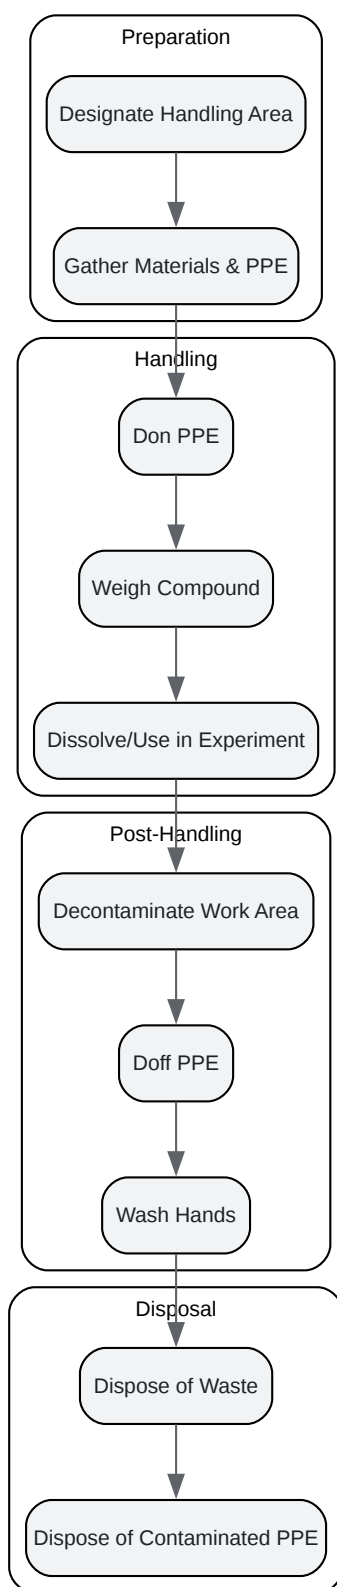 Preparation
Designate Handling Area
Gather Materials & PPE
Handling
Don PPE
Weigh Compound
Dissolve/Use in Experiment
Post-Handling
Decontaminate Work Area
Doff PPE
Wash Hands
Disposal
Dispose of Waste
Dispose of Contaminated PPE